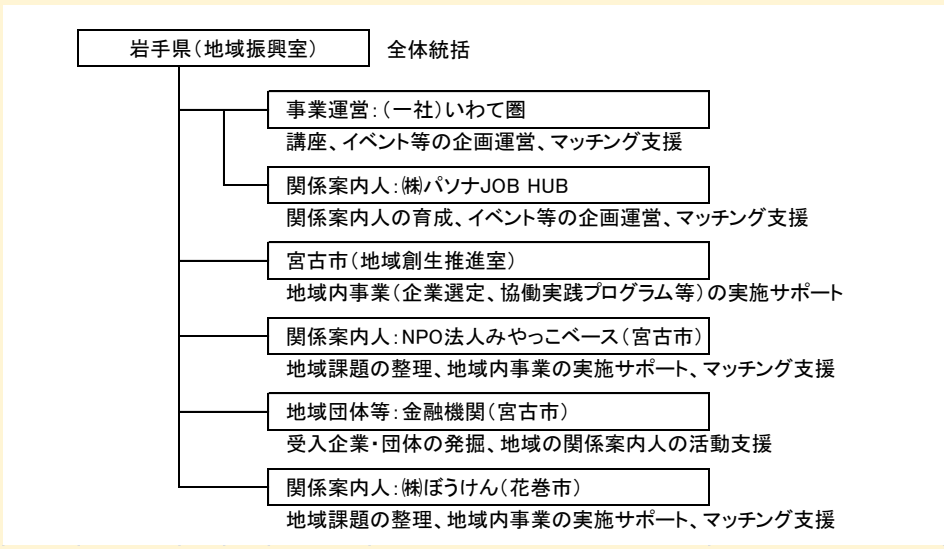 岩手県（地域振興室） 全体統括
事業運営：（一社）いわて圏
講座、イベント等の企画運営、マッチング支援
関係案内人：㈱パソナJOB HUB
関係案内人の育成、イベント等の企画運営、マッチング支援
宮古市（地域創生推進室）
地域内事業（企業選定、協働実践プログラム等）の実施サポート
関係案内人：NPO法人みやっこベース（宮古市）
地域課題の整理、地域内事業の実施サポート、マッチング支援
地域団体等：金融機関（宮古市）
受入企業・団体の発掘、地域の関係案内人の活動支援
関係案内人：㈱ぼうけん（花巻市）
地域課題の整理、地域内事業の実施サポート、マッチング支援